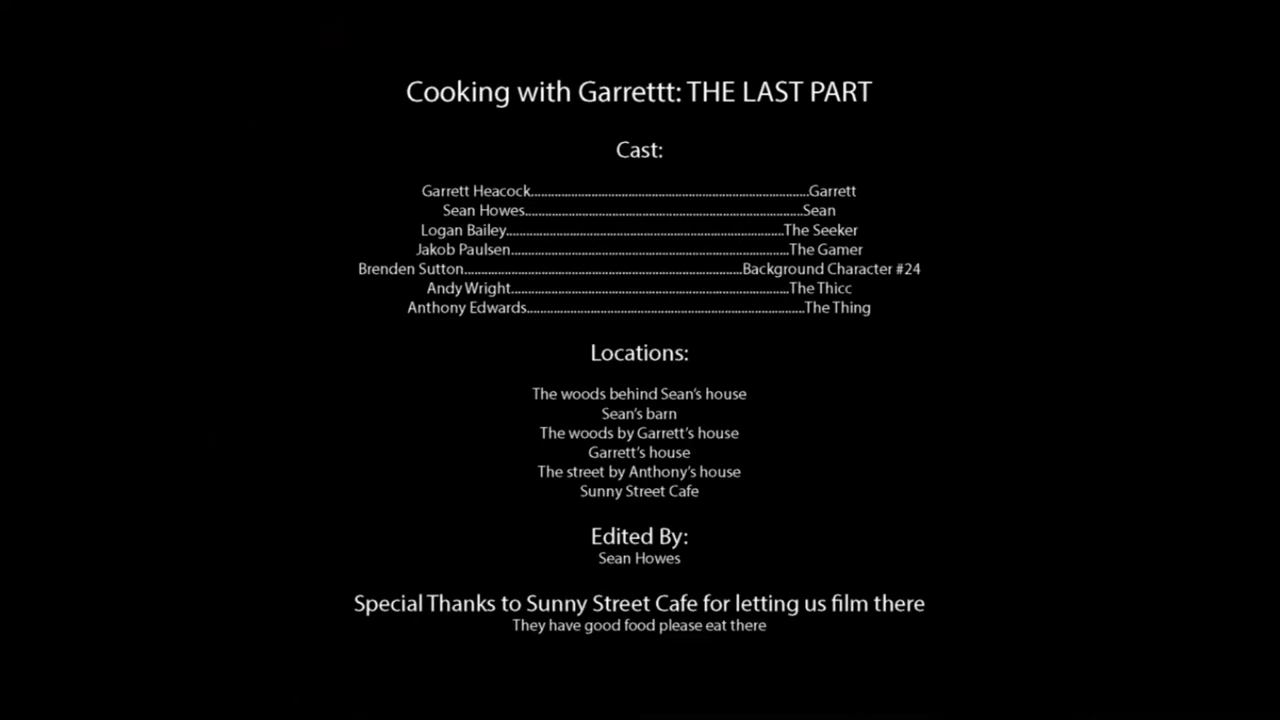 Cooking with Garrettt: THE LAST PART
Cast:
Garrett Heacock....................................................................................Garrett
Sean Howes....................................................................................Sean
Logan Bailey....................................................................................The Seeker
Jakob Paulsen....................................................................................The Gamer
Brenden Sutton....................................................................................Background Character #24
Andy Wright....................................................................................The Thicc
Anthony Edwards....................................................................................The Thing
Locations:
The woods behind Sean's house
Sean's barn
The woods by Garrett's house
Garrett's house
The street by Anthony's house
Sunny Street Cafe
Edited By:
Sean Howes
Special Thanks to Sunny Street Cafe for letting us film there
They have good food please eat there